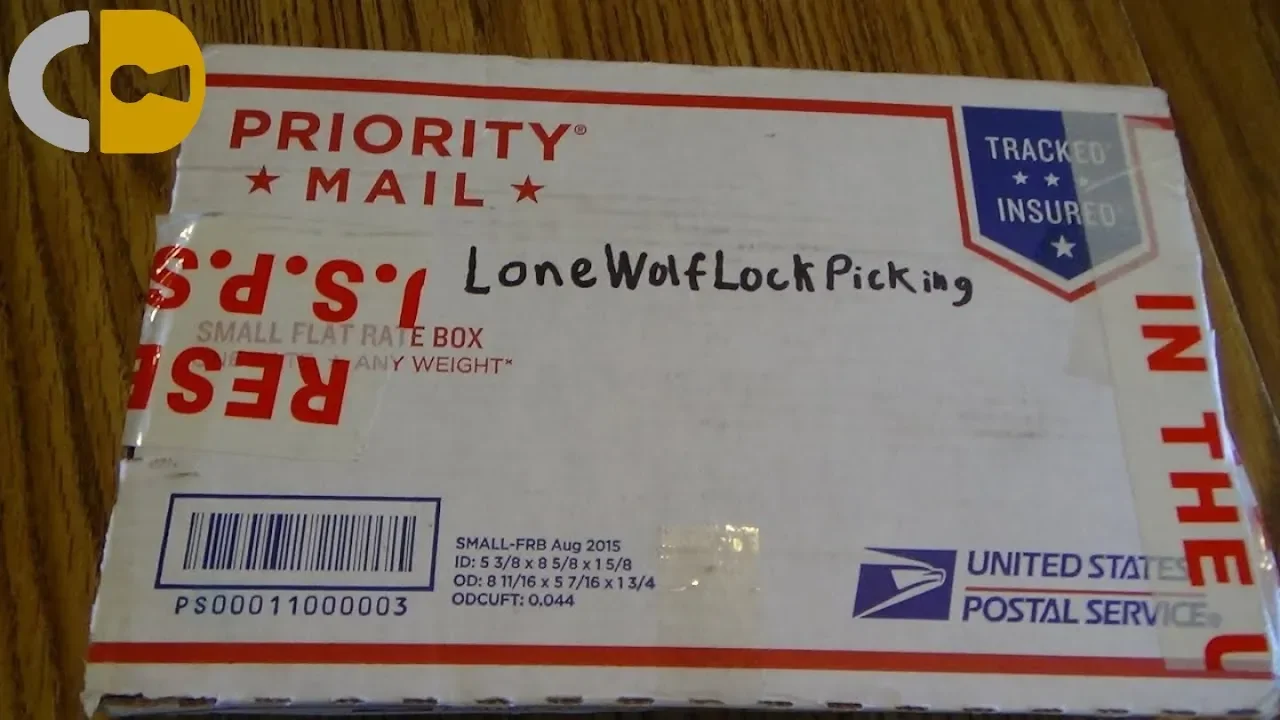 PRIORITY®
★ MAIL ★
TRACKED
★ ★ ★
INSURED
★
LoneWolfLockPicking
J.S.P.S
SMALL FLAT RATE BOX
ANY WEIGHT*
RESE
IN THE U
PS00011000003
SMALL-FRB Aug 2015
ID: 5 3/8 x 8 5/8 x 1 5/8
OD: 8 11/16 x 5 7/16 x 1 3/4
ODCUFT: 0.044
UNITED STATES
POSTAL SERVICE®